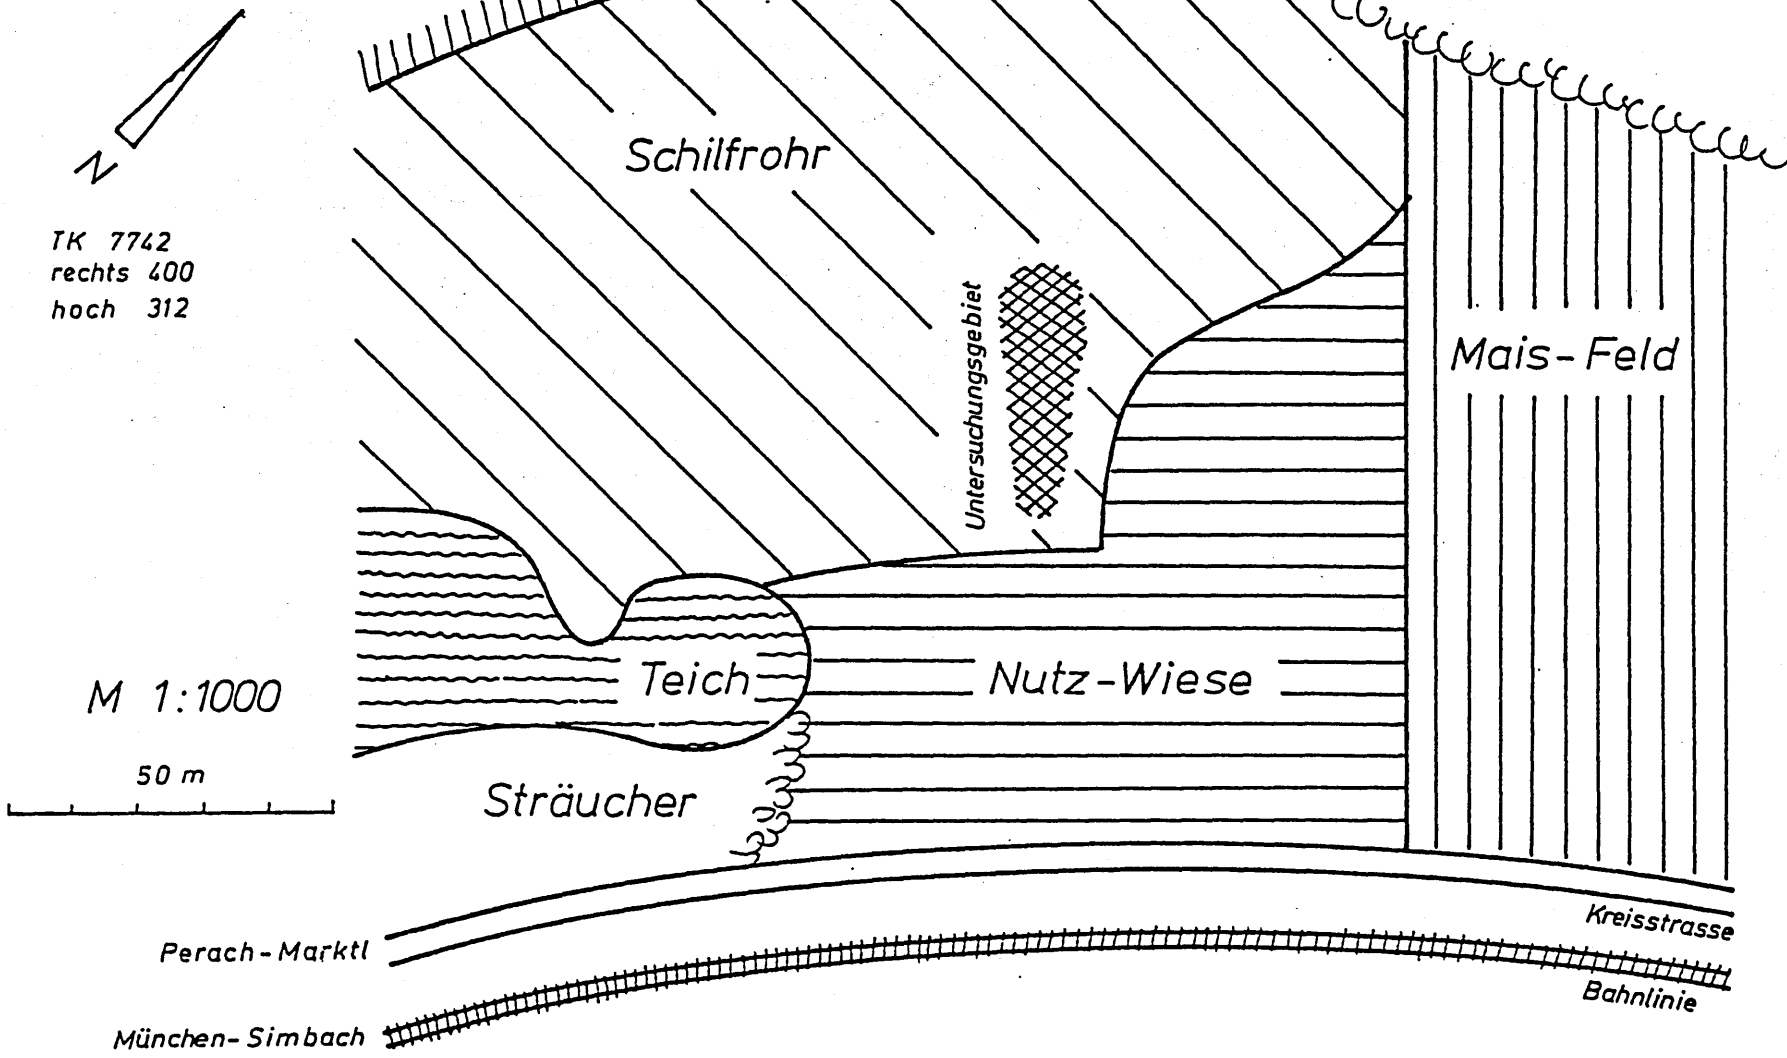 N
TK 7742
rechts 400
hoch 312
Schilfrohr
Untersuchungsgebiet
Mais-Feld
M 1:1000
50 m
Teich
Nutz-Wiese
Sträucher
Kreisstrasse
Perach-Marktl
Bahnlinie
München-Simbach